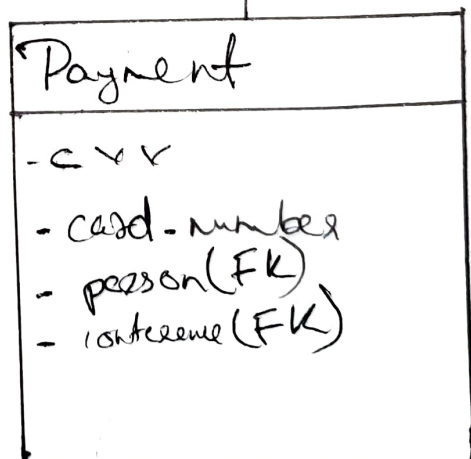 Payment
- cvv
- card-number
- person(FK)
- conference(FK)